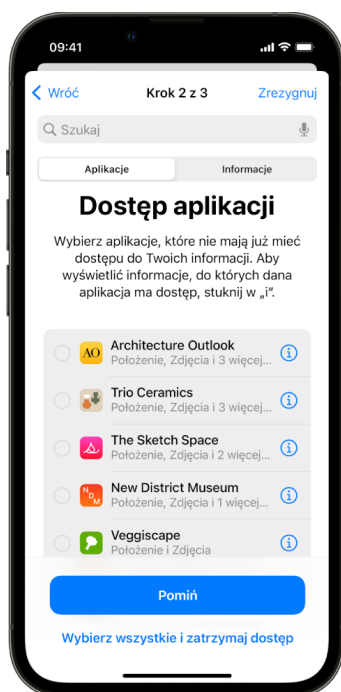 09:41
Wróć
Krok 2 z 3
Zrezygnuj
Szukaj
Aplikacje
Informacje
Dostęp aplikacji
Wybierz aplikacje, które nie mają już mieć
dostępu do Twoich informacji. Aby
wyświetlić informacje, do których dana
aplikacja ma dostęp, stuknij w „i”.
AO
Architecture Outlook
Położenie, Zdjęcia i 3 więcej...
Trio Ceramics
Położenie, Zdjęcia i 3 więcej...
The Sketch Space
Położenie, Zdjęcia i 2 więcej...
NDM
New District Museum
Położenie, Zdjęcia i 1 więcej...
Veggiscape
Położenie i Zdjęcia
Pomiń
Wybierz wszystkie i zatrzymaj dostęp